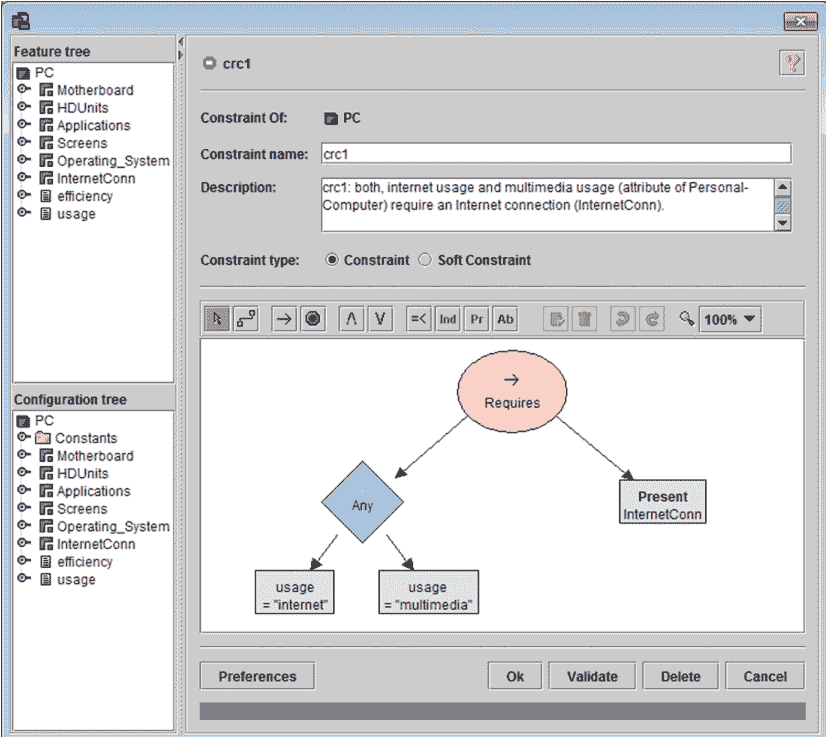 Feature tree
PC
Motherboard
HDUnits
Applications
Screens
Operating_System
InternetConn
efficiency
usage
Configuration tree
PC
Constants
Motherboard
HDUnits
Applications
Screens
Operating_System
InternetConn
efficiency
usage
crc1
?
Constraint Of: PC
Constraint name: crc1
Description: crc1: both, internet usage and multimedia usage (attribute of Personal-
Computer) require an Internet connection (InternetConn).
Constraint type: Constraint Soft Constraint
→ Λ V =< Ind Pr Ab 100%
→
Requires
Any
Present
InternetConn
usage
= "internet"
usage
= "multimedia"
Preferences Ok Validate Delete Cancel